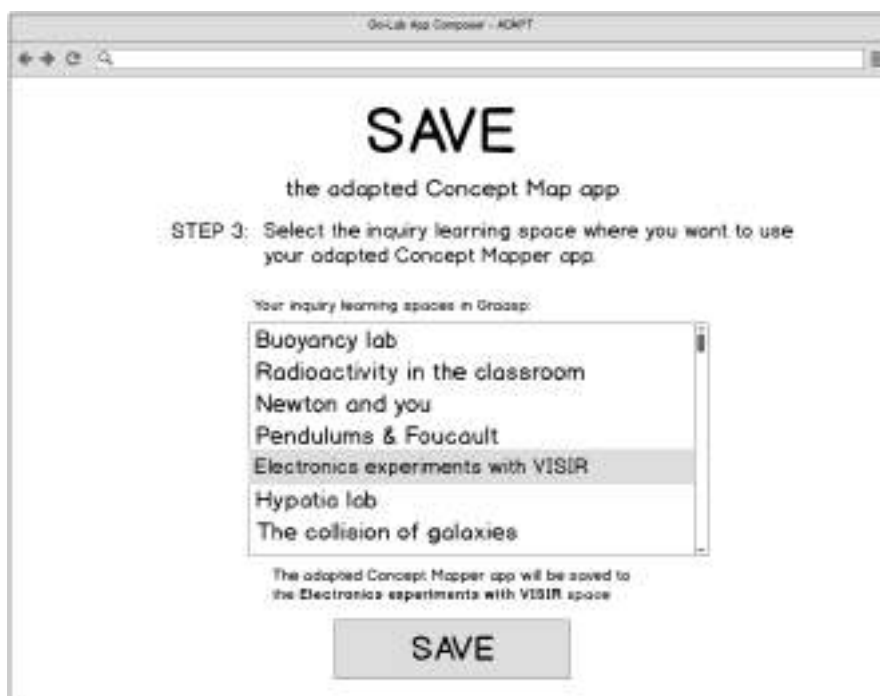 Go-Lab App Composer - ADAPT
SAVE
the adapted Concept Map app
STEP 3: Select the inquiry learning space where you want to use
your adapted Concept Mapper app.
Your inquiry learning spaces in Graasp:
Buoyancy lab
Radioactivity in the classroom
Newton and you
Pendulums & Foucault
Electronics experiments with VISIR
Hypatia lab
The collision of galaxies
The adapted Concept Mapper app will be saved to
the Electronics experiments with VISIR space
SAVE